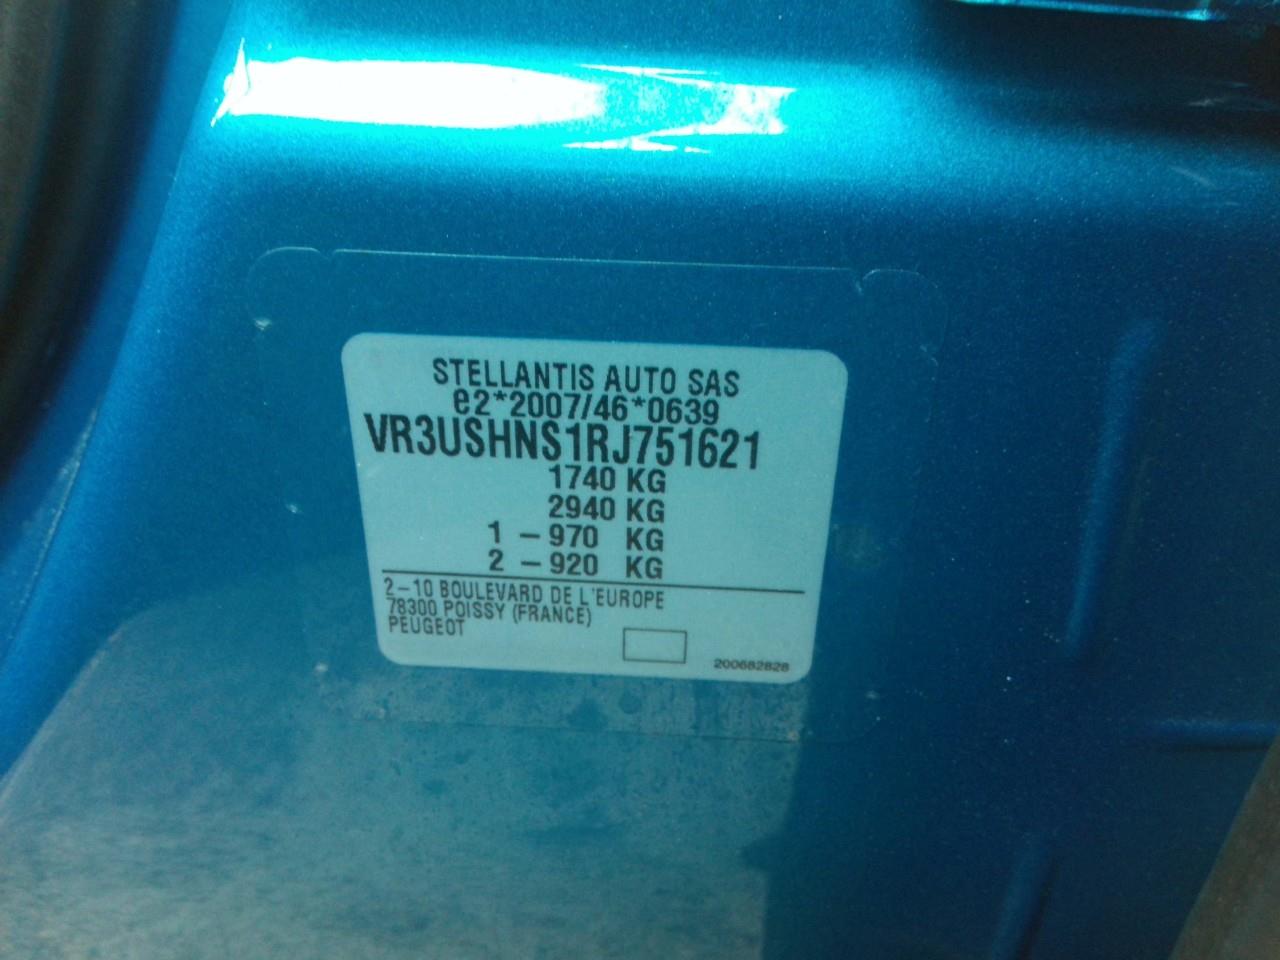 STELLANTIS AUTO SAS
e2*2007/46*0639
VR3USHNS1RJ751621
1740 KG
2940 KG
1 – 970 KG
2 – 920 KG
2–10 BOULEVARD DE L'EUROPE
78300 POISSY (FRANCE)
PEUGEOT
200682828